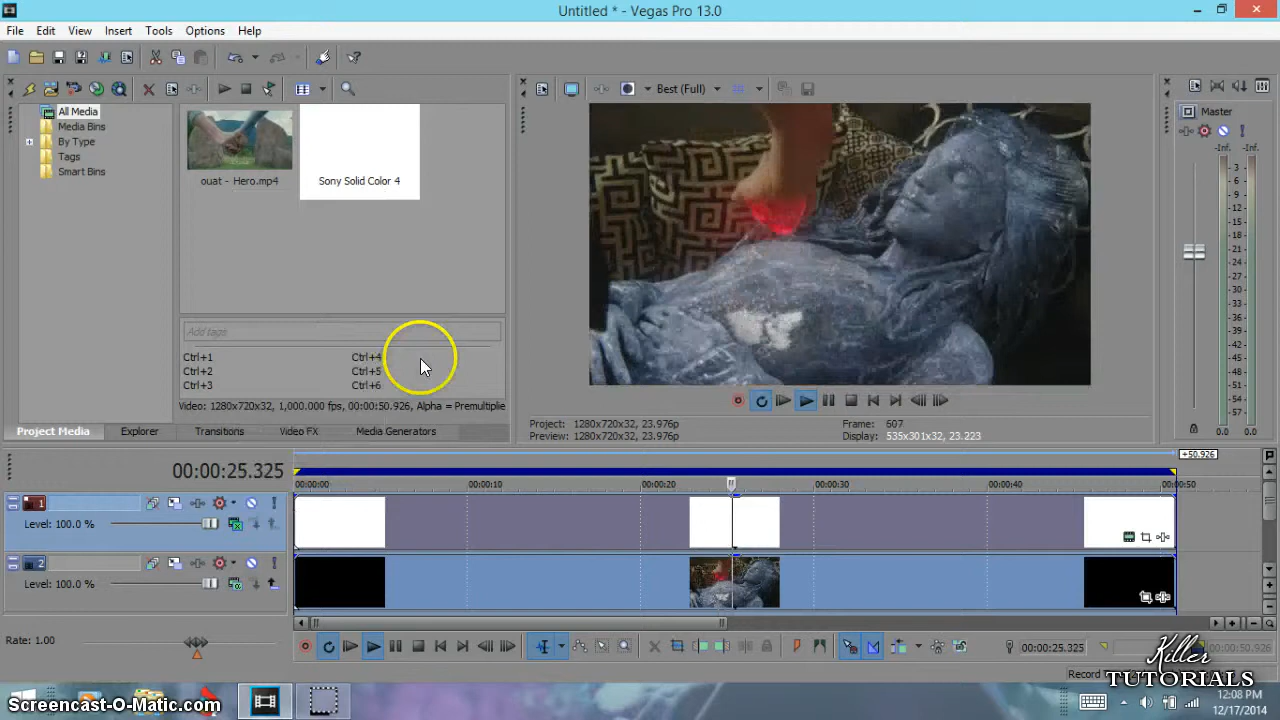 Untitled * - Vegas Pro 13.0
File Edit View Insert Tools Options Help
All Media
Media Bins
By Type
Tags
Smart Bins
ouat - Hero.mp4
Sony Solid Color 4
Add tags
Ctrl+1 Ctrl+4
Ctrl+2 Ctrl+5
Ctrl+3 Ctrl+6
Video: 1280x720x32, 1,000.000 fps, 00:00:50.926, Alpha = Premultiplie
Project Media Explorer Transitions Video FX Media Generators
Best (Full)
Project: 1280x720x32, 23.976p Frame: 607
Preview: 1280x720x32, 23.976p Display: 535x301x32, 23.223
Master
-Inf. -Inf.
3
6
9
12
15
18
21
24
27
30
33
36
39
42
45
48
51
54
57
0.0 0.0
+50.926
00:00:25.325
00:00:00 00:00:10 00:00:20 00:00:30 00:00:40 00:00:50
1
Level: 100.0 %
2
Level: 100.0 %
Rate: 1.00
00:00:25.325 00:00:50.926
Record T
Killer
TUTORIALS
Screencast-O-Matic.com
12:08 PM
12/17/2014